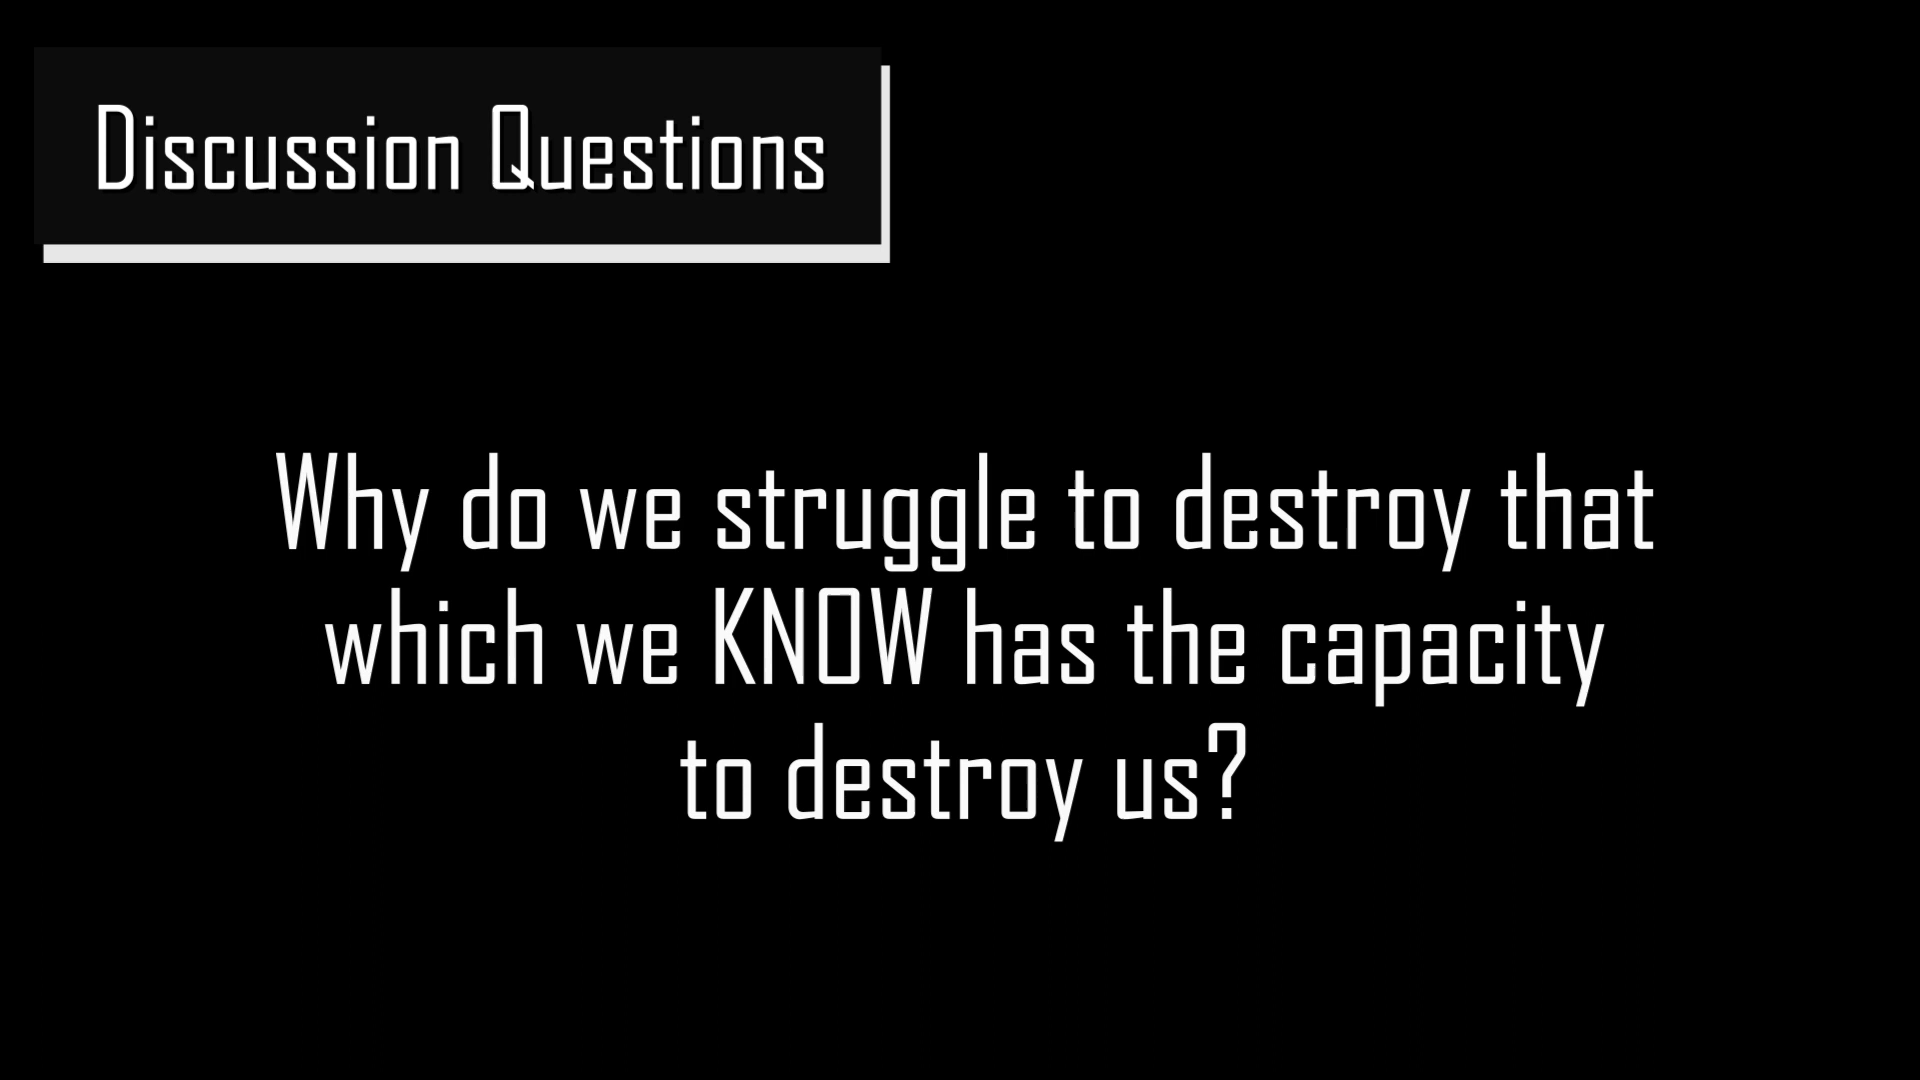 Discussion Questions
Why do we struggle to destroy that
which we KNOW has the capacity
to destroy us?